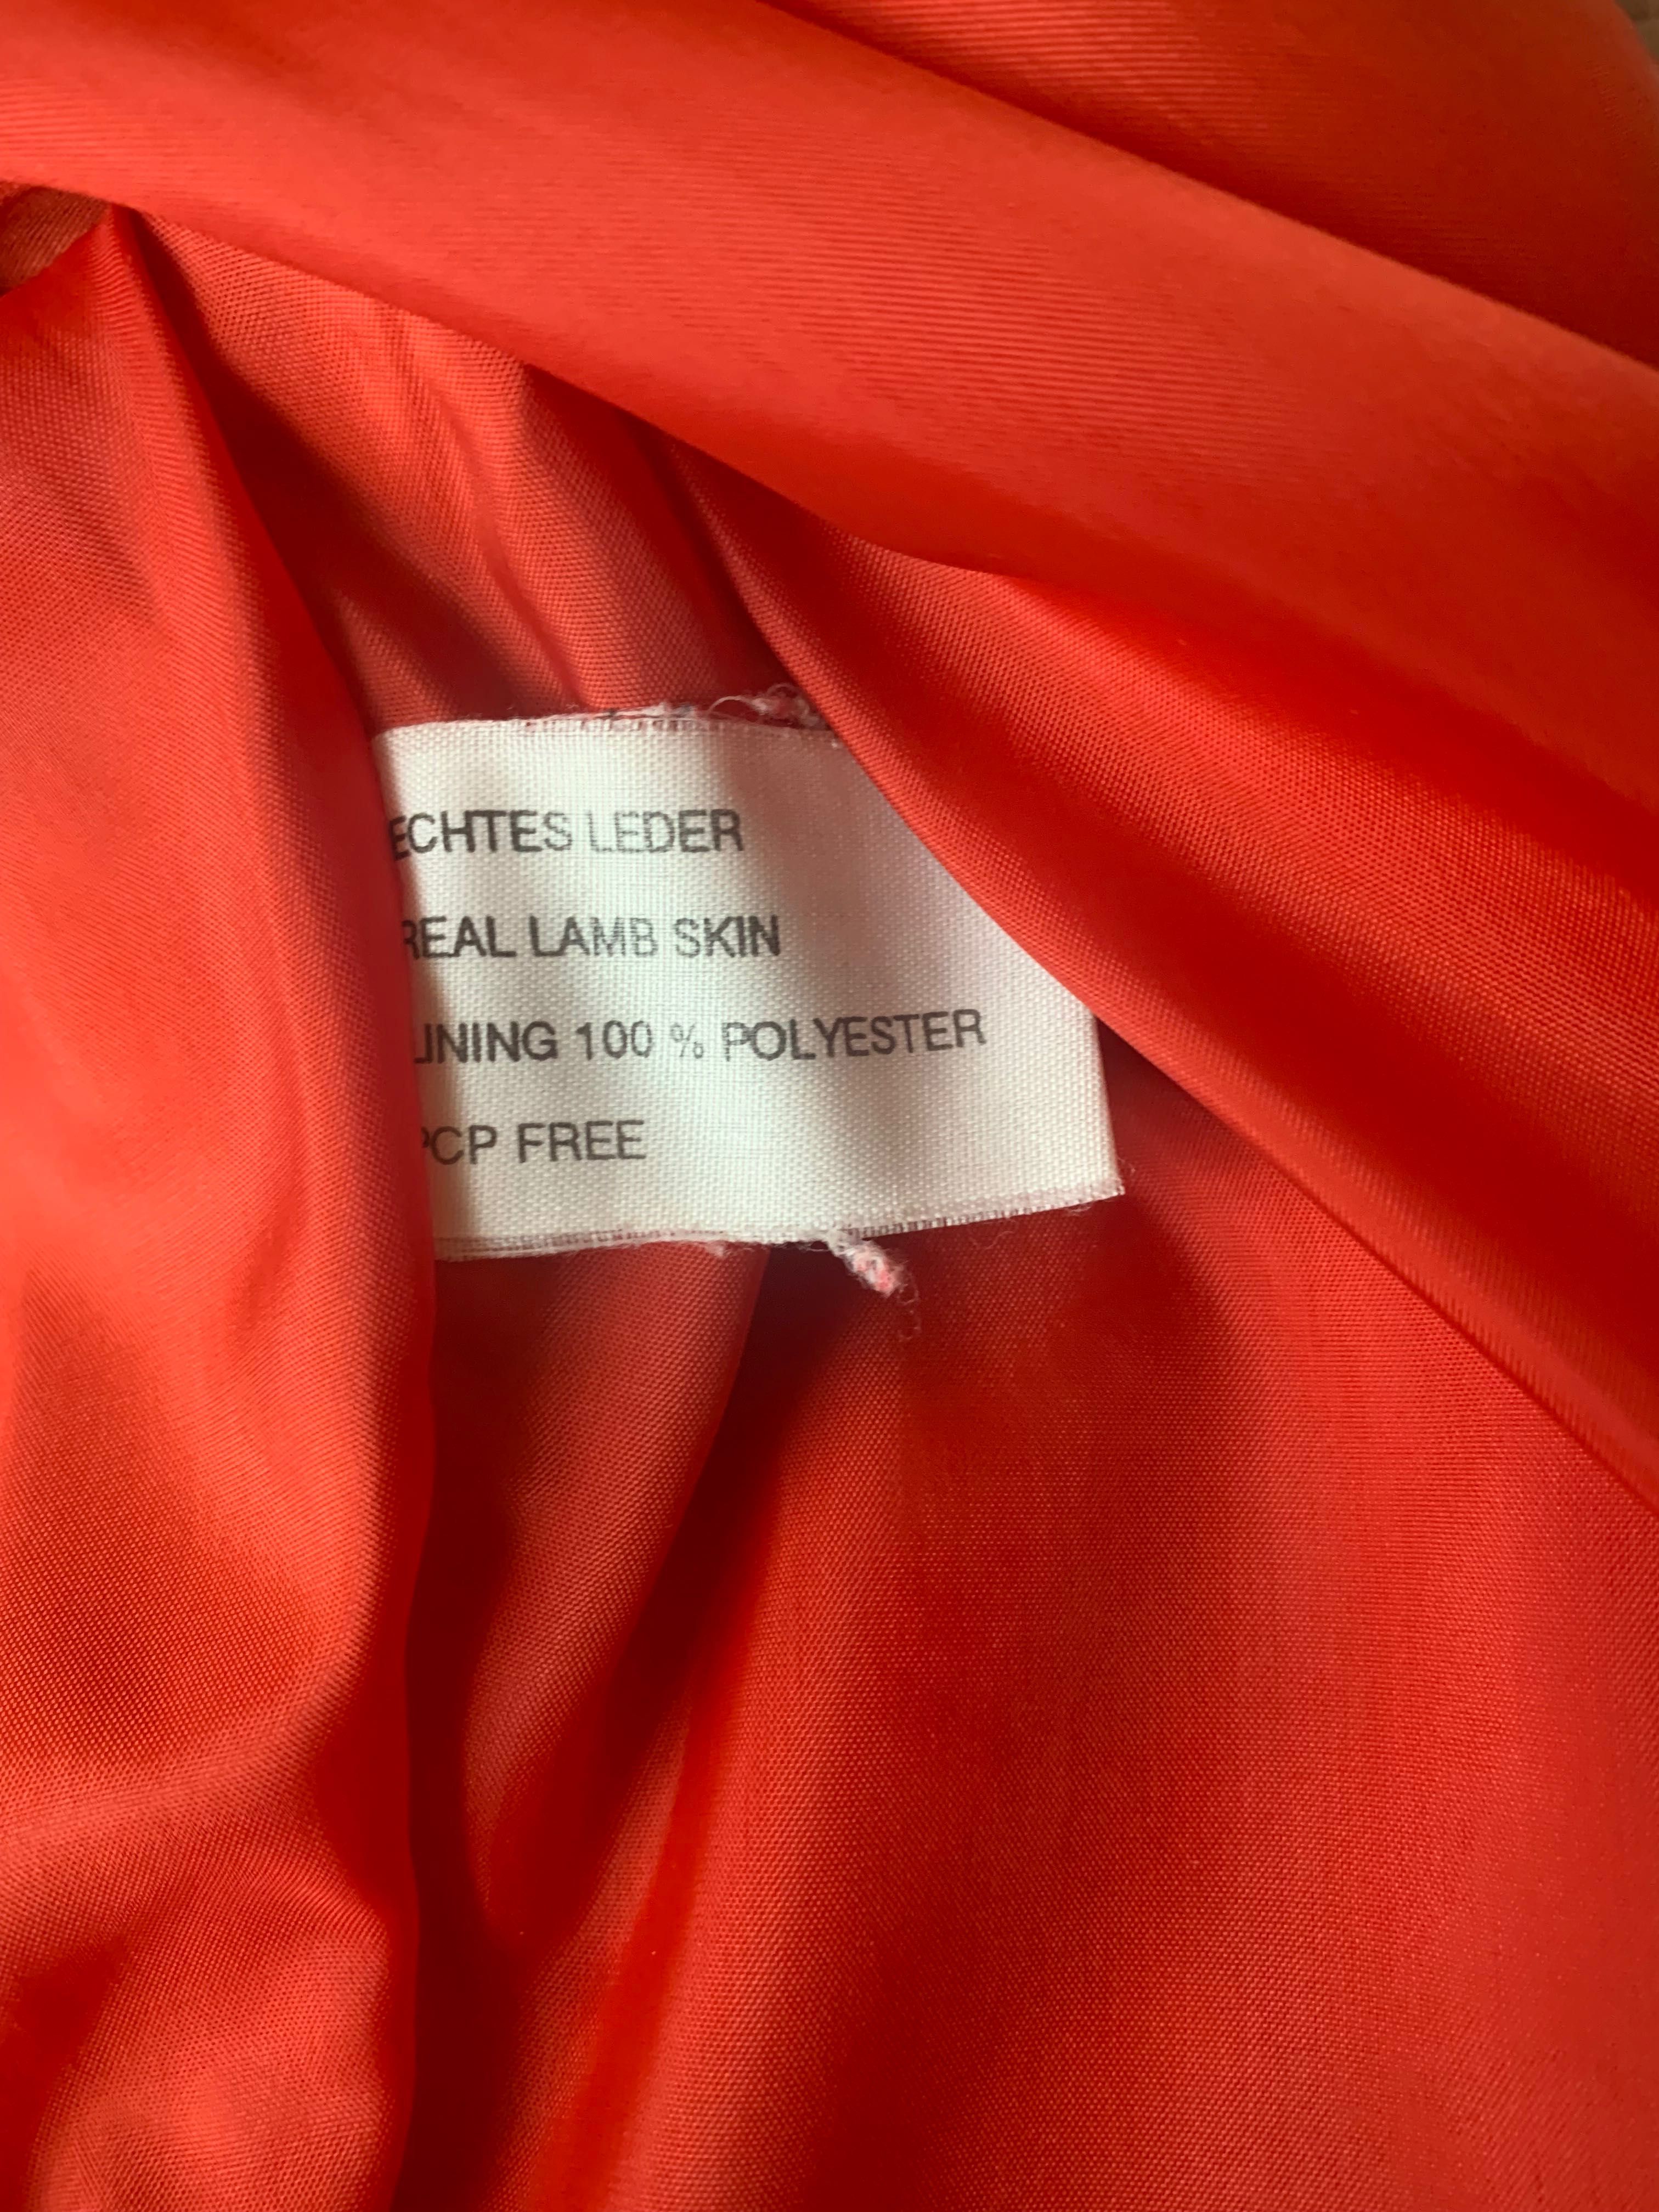 ECHTES LEDER
REAL LAMB SKIN
LINING 100 % POLYESTER
PCP FREE